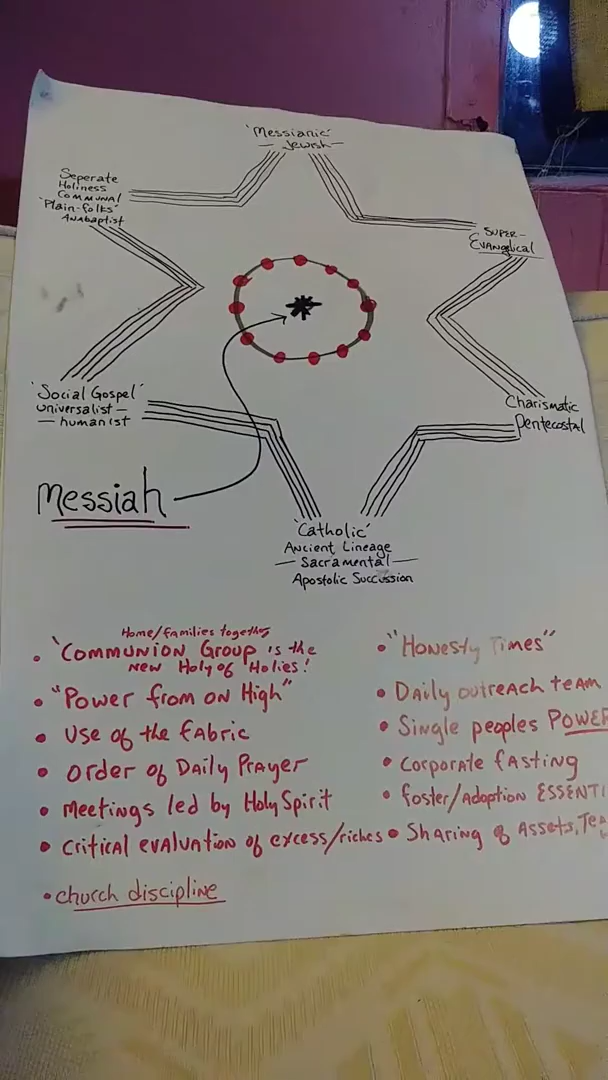 'Messianic'
- Jewish -
Seperate
Holiness
Communal
'Plain-folks'
Anabaptist
SUPER-
Evangelical
'Social Gospel'
universalist -
- humanist
Charismatic
Pentecostal
Messiah
'Catholic'
Ancient Lineage
- Sacramental -
Apostolic Succussion
Home/families together
• 'Communion Group is the
new Holy of Holies!
• "Power from on High"
• Use of the fabric
• Order of Daily Prayer
• Meetings led by Holy Spirit
• Critical evaluation of excess/riches
• church discipline
• "Honesty Times"
• Daily outreach team
• Single peoples POWER
• Corporate fasting
• foster/Adoption ESSENTI
• Sharing of Assets,